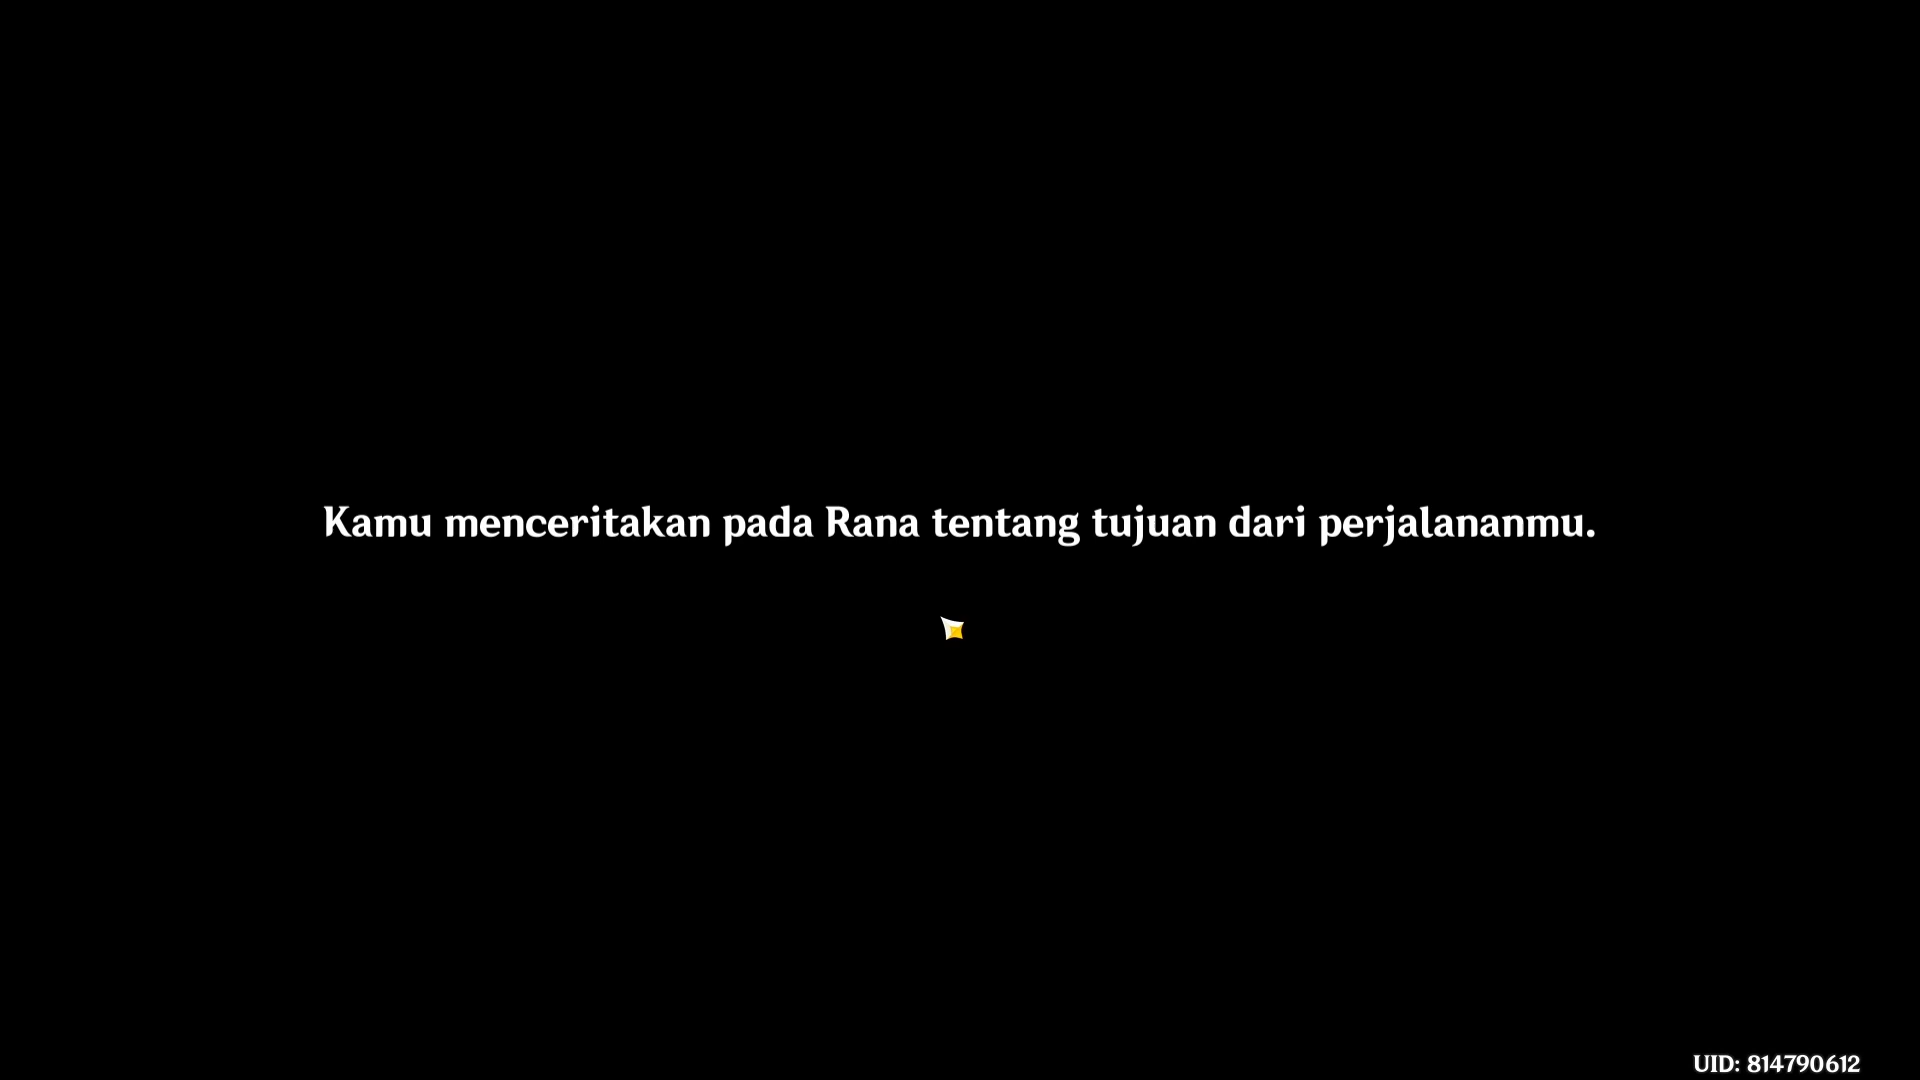 Kamu menceritakan pada Rana tentang tujuan dari perjalananmu.
UID: 814790612